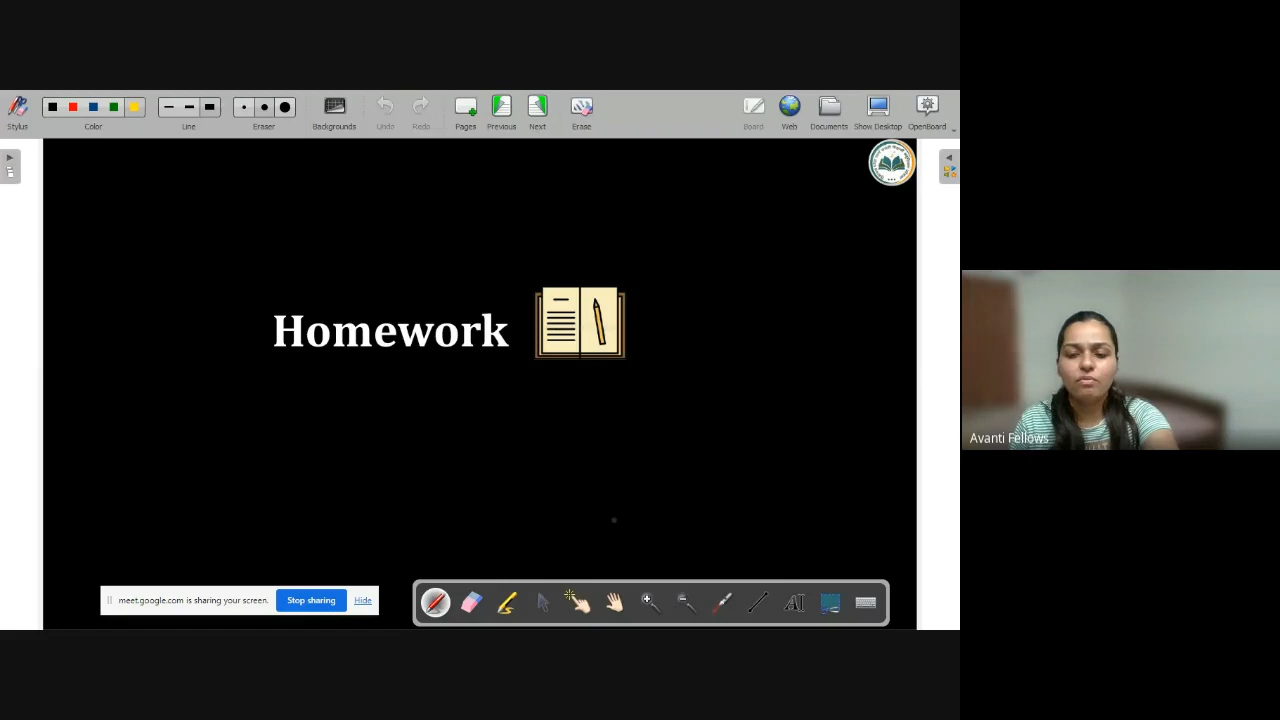 Stylus
Color
Line
Eraser
Backgrounds
Undo
Redo
Pages
Previous
Next
Erase
Board
Web
Documents
Show Desktop
OpenBoard
Homework
Avanti Fellows
meet.google.com is sharing your screen.
Stop sharing
Hide
AI